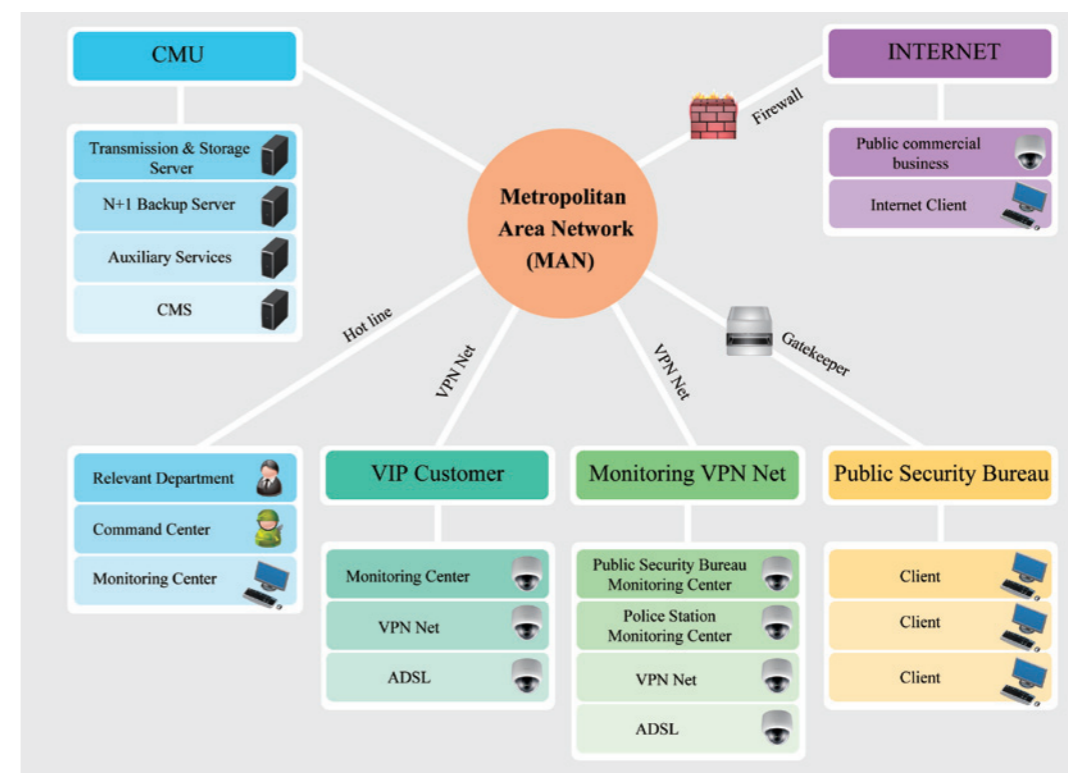 CMU
INTERNET
Firewall
Transmission & Storage
Server
N+1 Backup Server
Auxiliary Services
CMS
Public commercial
business
Internet Client
Metropolitan
Area Network
(MAN)
Hot line
VPN Net
VPN Net
Gatekeeper
Relevant Department
Command Center
Monitoring Center
VIP Customer
Monitoring Center
VPN Net
ADSL
Monitoring VPN Net
Public Security Bureau
Monitoring Center
Police Station
Monitoring Center
VPN Net
ADSL
Public Security Bureau
Client
Client
Client